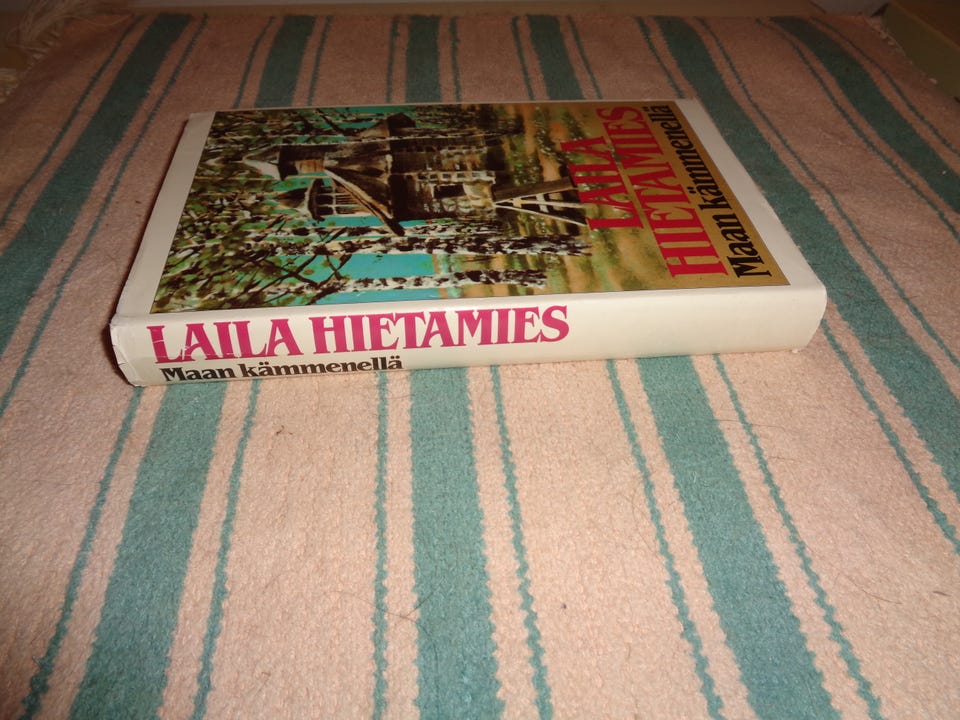 LAILA
HIETAMIES
Maan kämmenellä
LAILA HIETAMIES
Maan kämmenellä